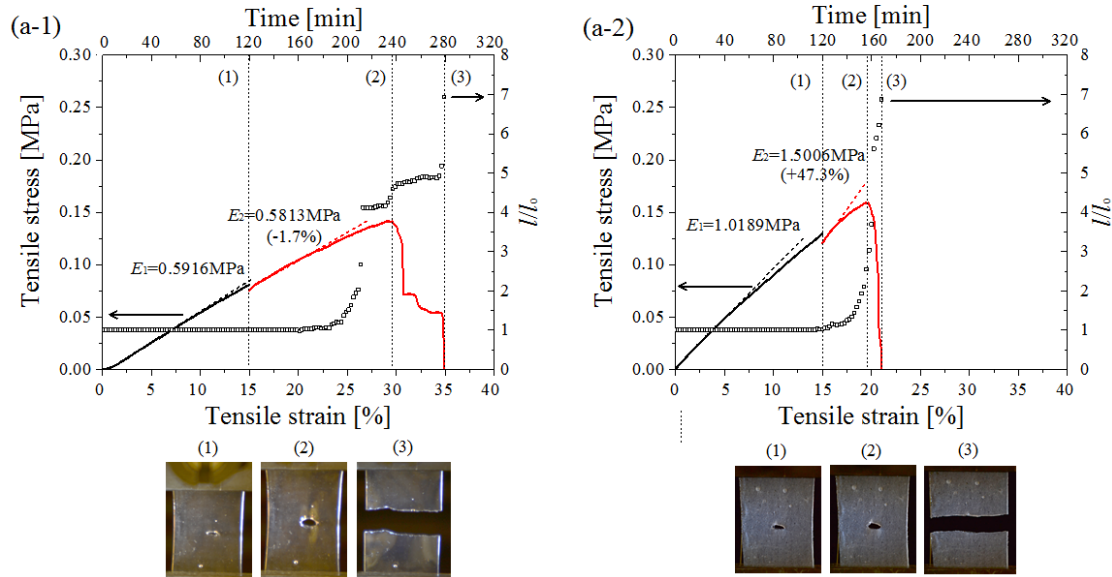 (a-1)
Time [min]
0 40 80 120 160 200 240 280 320
0.30
0.25
0.20
0.15
0.10
0.05
0.00
Tensile stress [MPa]
(1)
(2)
(3)
E2=0.5813MPa
(-1.7%)
E1=0.5916MPa
8
7
6
5
4
3
2
1
0
l/lo
0 5 10 15 20 25 30 35 40
Tensile strain [%]
(1)
(2)
(3)
(a-2)
Time [min]
0 40 80 120 160 200 240 280 320
0.30
0.25
0.20
0.15
0.10
0.05
0.00
Tensile stress [MPa]
(1)
(2)
(3)
E2=1.5006MPa
(+47.3%)
E1=1.0189MPa
8
7
6
5
4
3
2
1
0
l/lo
0 5 10 15 20 25 30 35 40
Tensile strain [%]
(1)
(2)
(3)